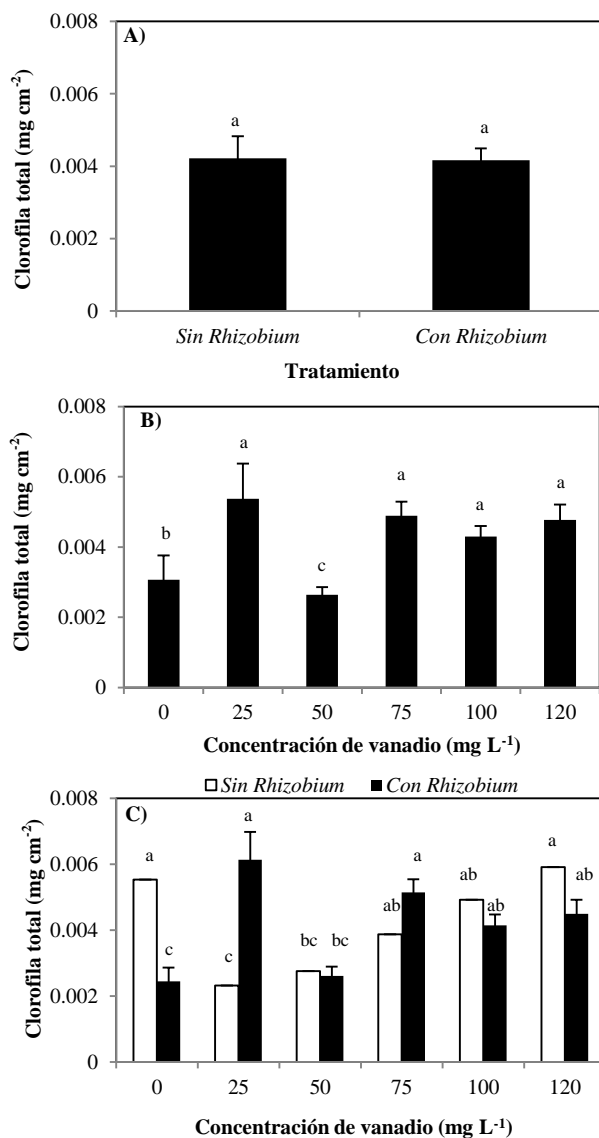 A)
Clorofila total (mg cm-2)
0.008
0.006
0.004
0.002
0
a
a
Sin Rhizobium
Con Rhizobium
Tratamiento
B)
Clorofila total (mg cm-2)
0.008
0.006
0.004
0.002
0
b
a
c
a
a
a
0 25 50 75 100 120
Concentración de vanadio (mg L-1)
Sin Rhizobium Con Rhizobium
C)
Clorofila total (mg cm-2)
0.008
0.006
0.004
0.002
0
a
c
c
a
bc bc
ab
a
ab
ab
a
ab
0 25 50 75 100 120
Concentración de vanadio (mg L-1)